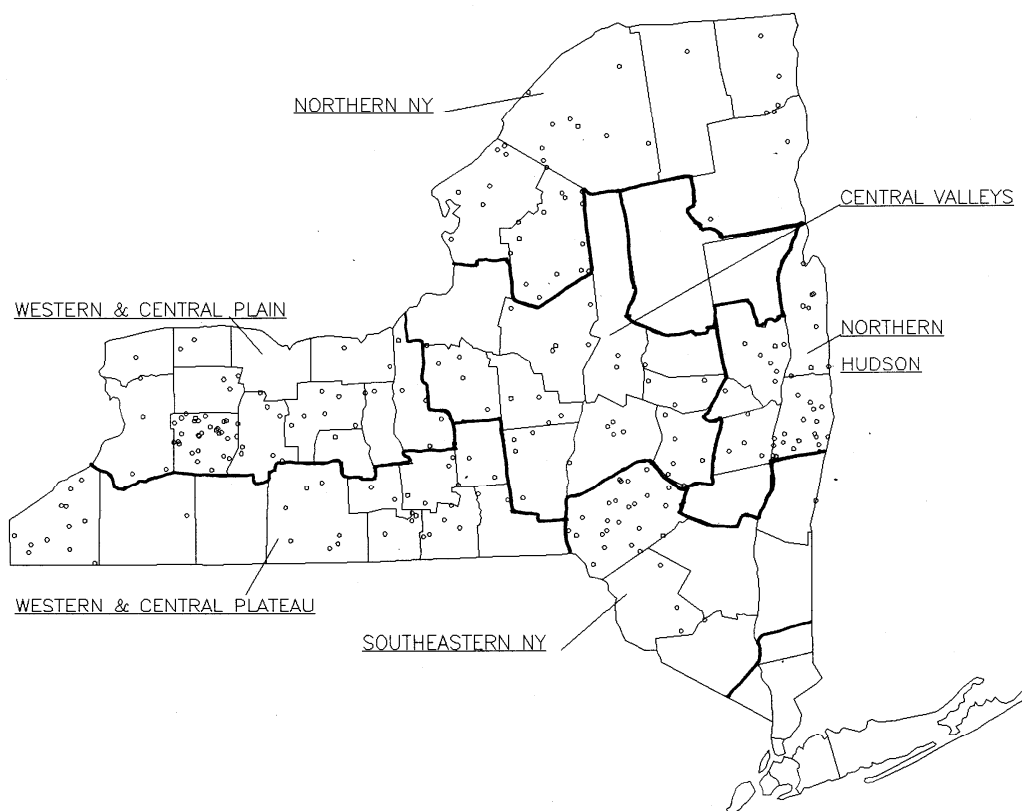 NORTHERN NY
CENTRAL VALLEYS
WESTERN & CENTRAL PLAIN
NORTHERN
HUDSON
WESTERN & CENTRAL PLATEAU
SOUTHEASTERN NY